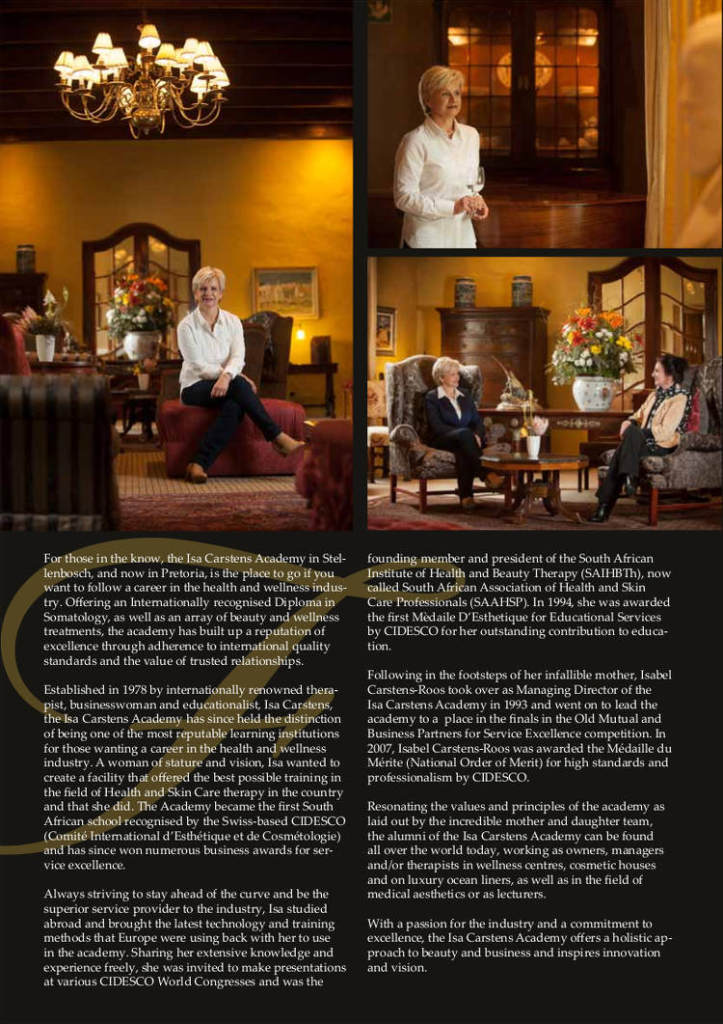 For those in the know, the Isa Carstens Academy in Stel-
lenbosch, and now in Pretoria, is the place to go if you
want to follow a career in the health and wellness indus-
try. Offering an Internationally recognised Diploma in
Somatology, as well as an array of beauty and wellness
treatments, the academy has built up a reputation of
excellence through adherence to international quality
standards and the value of trusted relationships.
Established in 1978 by internationally renowned thera-
pist, businesswoman and educationalist, Isa Carstens,
the Isa Carstens Academy has since held the distinction
of being one of the most reputable learning institutions
for those wanting a career in the health and wellness
industry. A woman of stature and vision, Isa wanted to
create a facility that offered the best possible training in
the field of Health and Skin Care therapy in the country
and that she did. The Academy became the first South
African school recognised by the Swiss-based CIDESCO
(Comité International d'Esthétique et de Cosmétologie)
and has since won numerous business awards for ser-
vice excellence.
Always striving to stay ahead of the curve and be the
superior service provider to the industry, Isa studied
abroad and brought the latest technology and training
methods that Europe were using back with her to use
in the academy. Sharing her extensive knowledge and
experience freely, she was invited to make presentations
at various CIDESCO World Congresses and was the
founding member and president of the South African
Institute of Health and Beauty Therapy (SAIHBTh), now
called South African Association of Health and Skin
Care Professionals (SAAHSP). In 1994, she was awarded
the first Mèdaile D'Esthetique for Educational Services
by CIDESCO for her outstanding contribution to educa-
tion.
Following in the footsteps of her infallible mother, Isabel
Carstens-Roos took over as Managing Director of the
Isa Carstens Academy in 1993 and went on to lead the
academy to a place in the finals in the Old Mutual and
Business Partners for Service Excellence competition. In
2007, Isabel Carstens-Roos was awarded the Médaille du
Mérite (National Order of Merit) for high standards and
professionalism by CIDESCO.
Resonating the values and principles of the academy as
laid out by the incredible mother and daughter team,
the alumni of the Isa Carstens Academy can be found
all over the world today, working as owners, managers
and/or therapists in wellness centres, cosmetic houses
and on luxury ocean liners, as well as in the field of
medical aesthetics or as lecturers.
With a passion for the industry and a commitment to
excellence, the Isa Carstens Academy offers a holistic ap-
proach to beauty and business and inspires innovation
and vision.